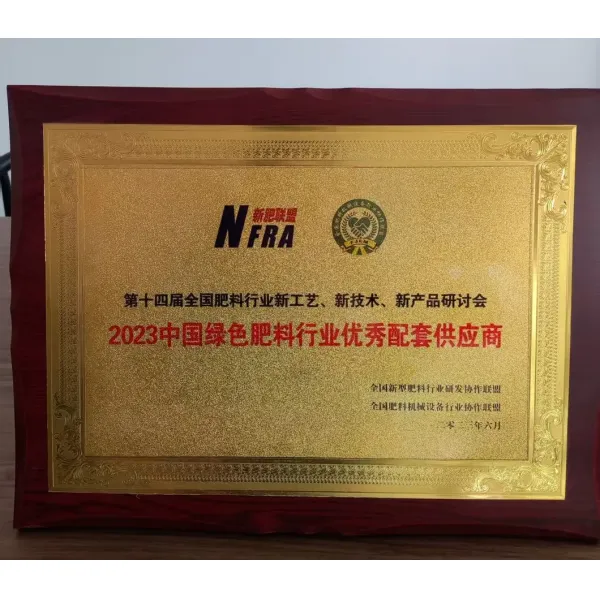 新肥联盟
NFRA
第十四届全国肥料行业新工艺、新技术、新产品研讨会
2023中国绿色肥料行业优秀配套供应商
全国新型肥料行业研发协作联盟
全国肥料机械设备行业协作联盟
二零二三年六月